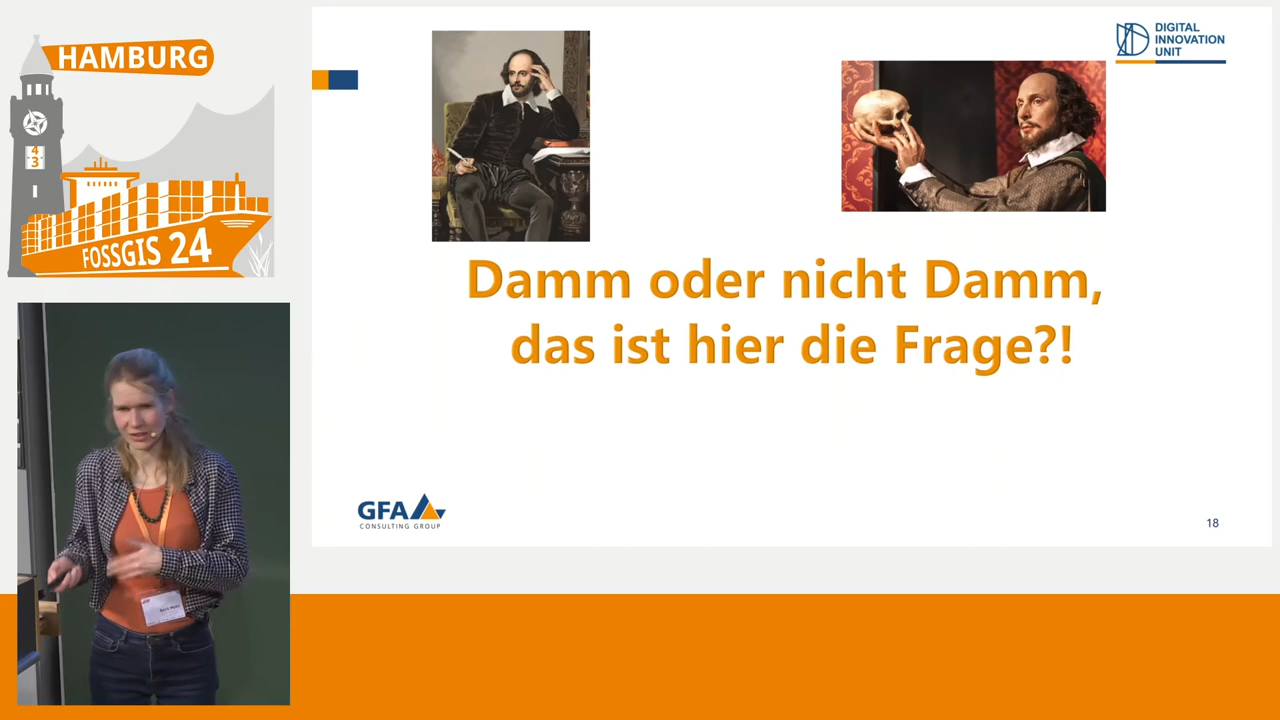 HAMBURG
4
3
FOSSGIS 24
DIGITAL
INNOVATION
UNIT
Damm oder nicht Damm,
das ist hier die Frage?!
GFA
CONSULTING GROUP
18